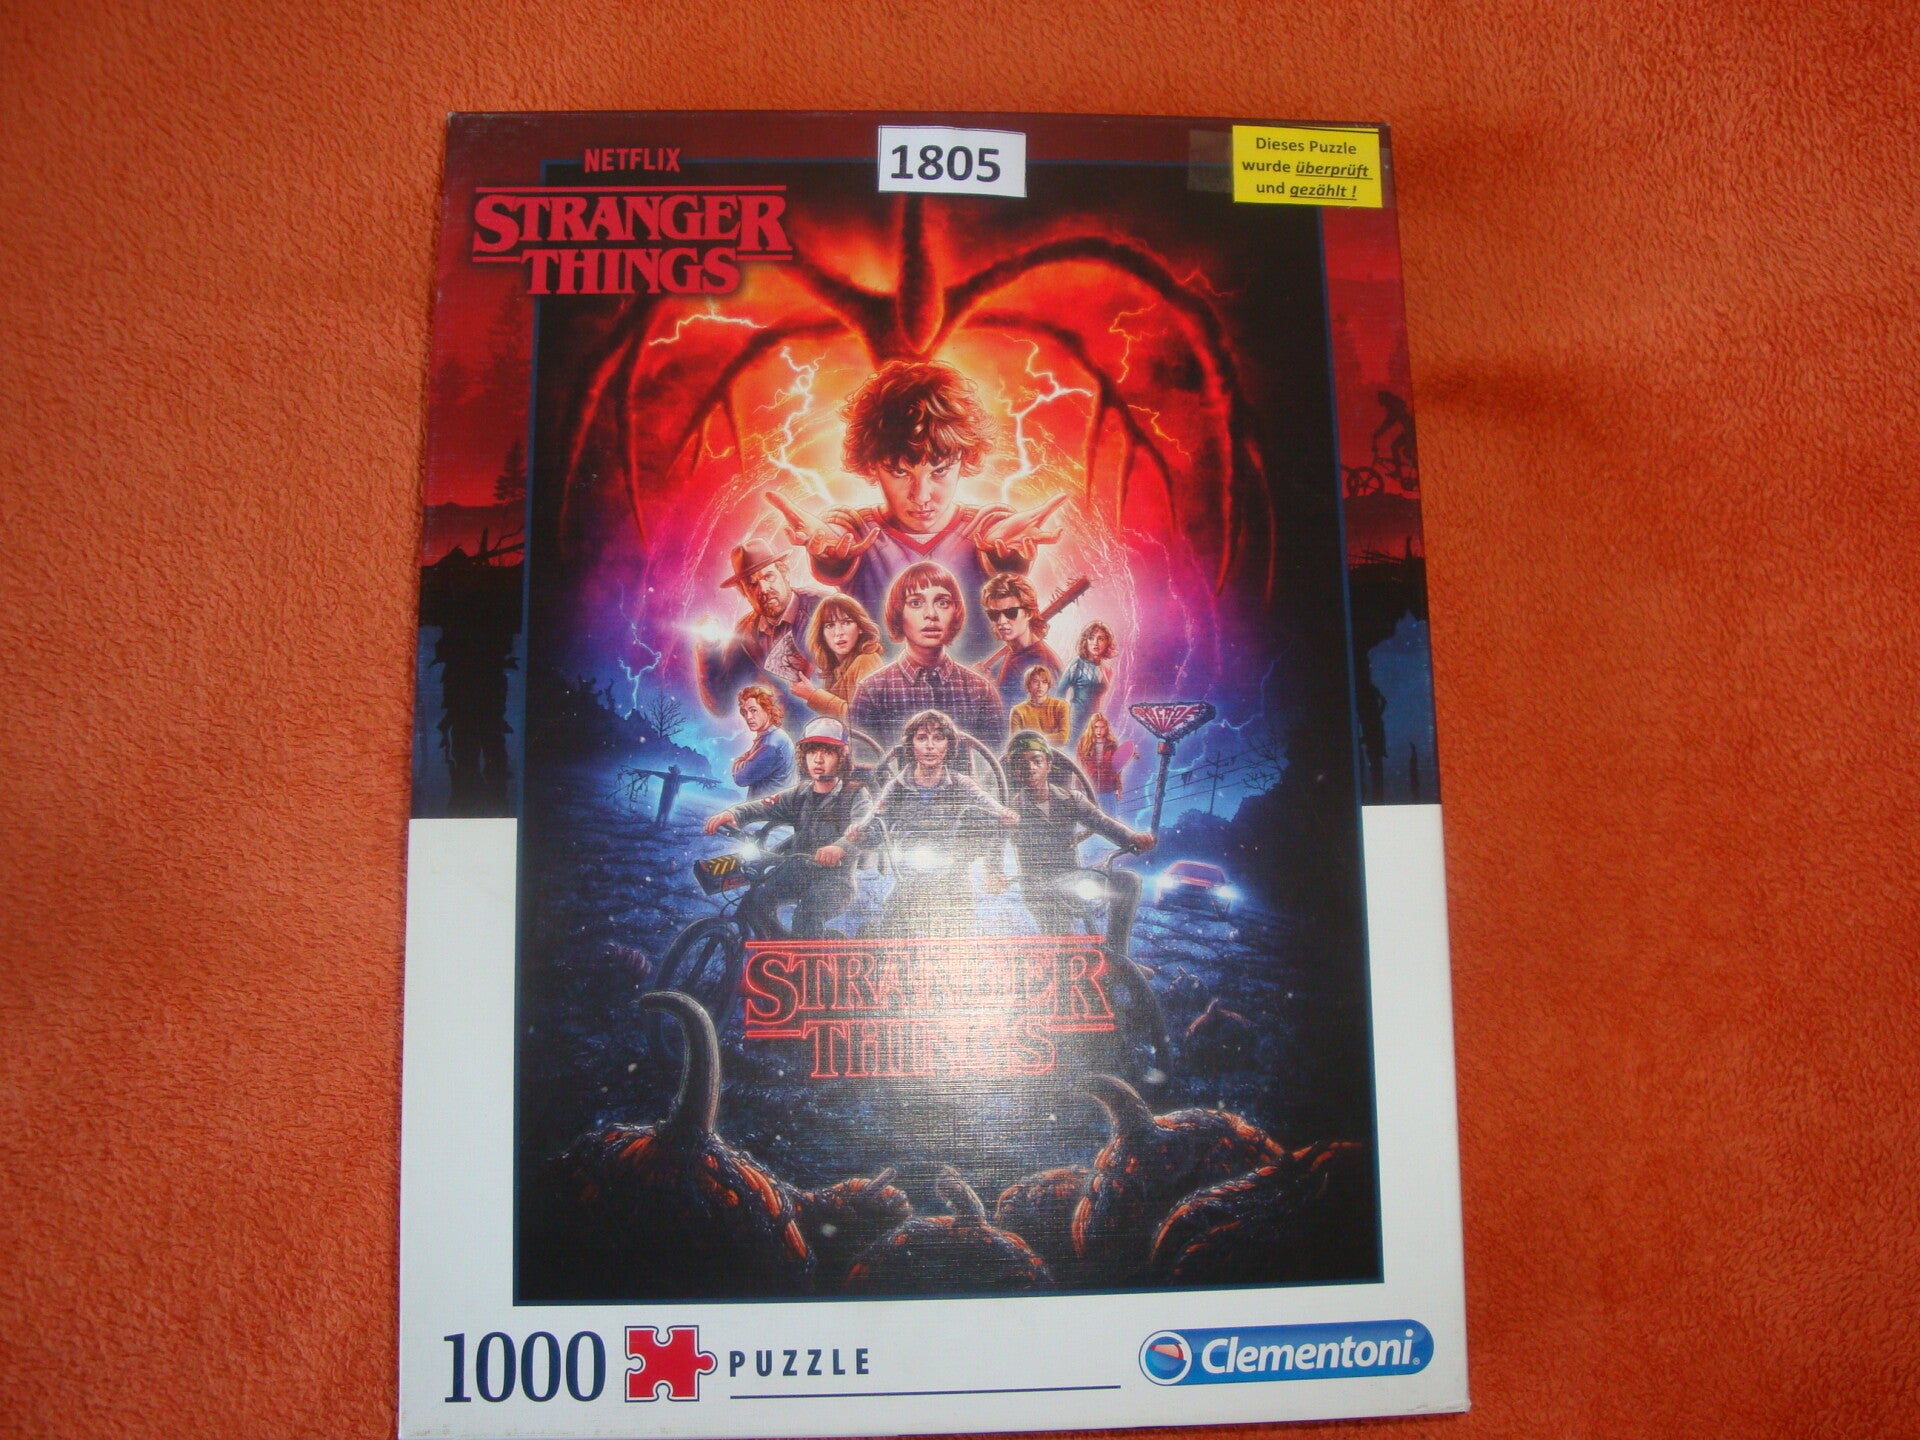 NETFLIX
STRANGER
THINGS
1805
Dieses Puzzle
wurde überprüft
und gezählt !
STRANGER
THINGS
1000 PUZZLE
Clementoni®